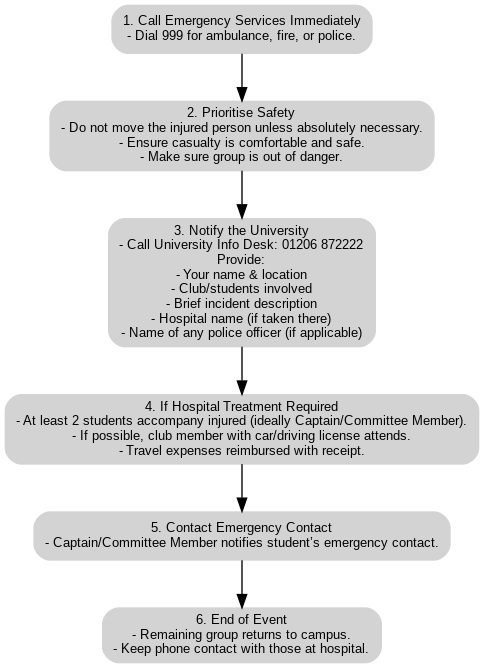 1. Call Emergency Services Immediately
- Dial 999 for ambulance, fire, or police.
2. Prioritise Safety
- Do not move the injured person unless absolutely necessary.
- Ensure casualty is comfortable and safe.
- Make sure group is out of danger.
3. Notify the University
- Call University Info Desk: 01206 872222
Provide:
- Your name & location
- Club/students involved
- Brief incident description
- Hospital name (if taken there)
- Name of any police officer (if applicable)
4. If Hospital Treatment Required
- At least 2 students accompany injured (ideally Captain/Committee Member).
- If possible, club member with car/driving license attends.
- Travel expenses reimbursed with receipt.
5. Contact Emergency Contact
- Captain/Committee Member notifies student’s emergency contact.
6. End of Event
- Remaining group returns to campus.
- Keep phone contact with those at hospital.